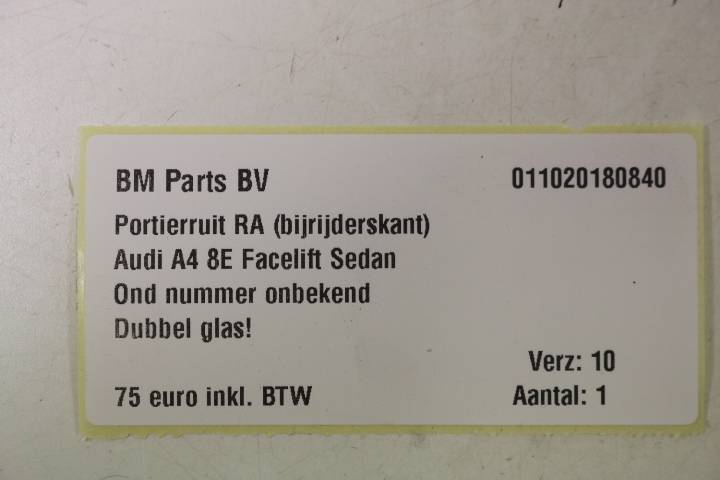 BM Parts BV 011020180840
Portierruit RA (bijrijderskant)
Audi A4 8E Facelift Sedan
Ond nummer onbekend
Dubbel glas!
Verz: 10
75 euro inkl. BTW Aantal: 1